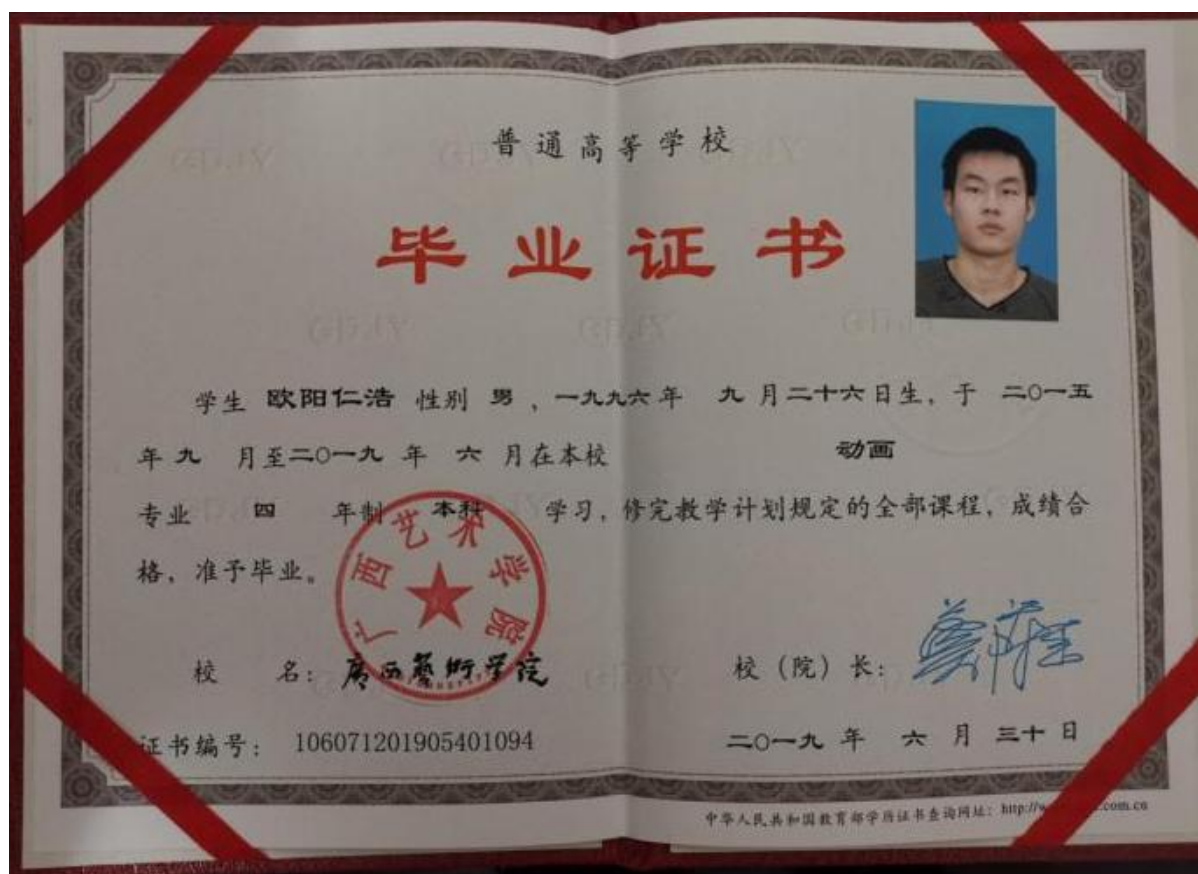 普通高等学校
毕业证书
学生 欧阳仁浩 性别 男，一九九六年 九月二十六日生，于 二〇一五
年九 月至二〇一九 年 六 月在本校 动画
专业 四 年制 本科 学习，修完教学计划规定的全部课程，成绩合
格，准予毕业。
广西艺术学院
校 名：廣西藝術学院 校（院）长：
证书编号：106071201905401094 二〇一九 年 六 月 三十 日
中华人民共和国教育部学历证书查询网址：http://w com.cn